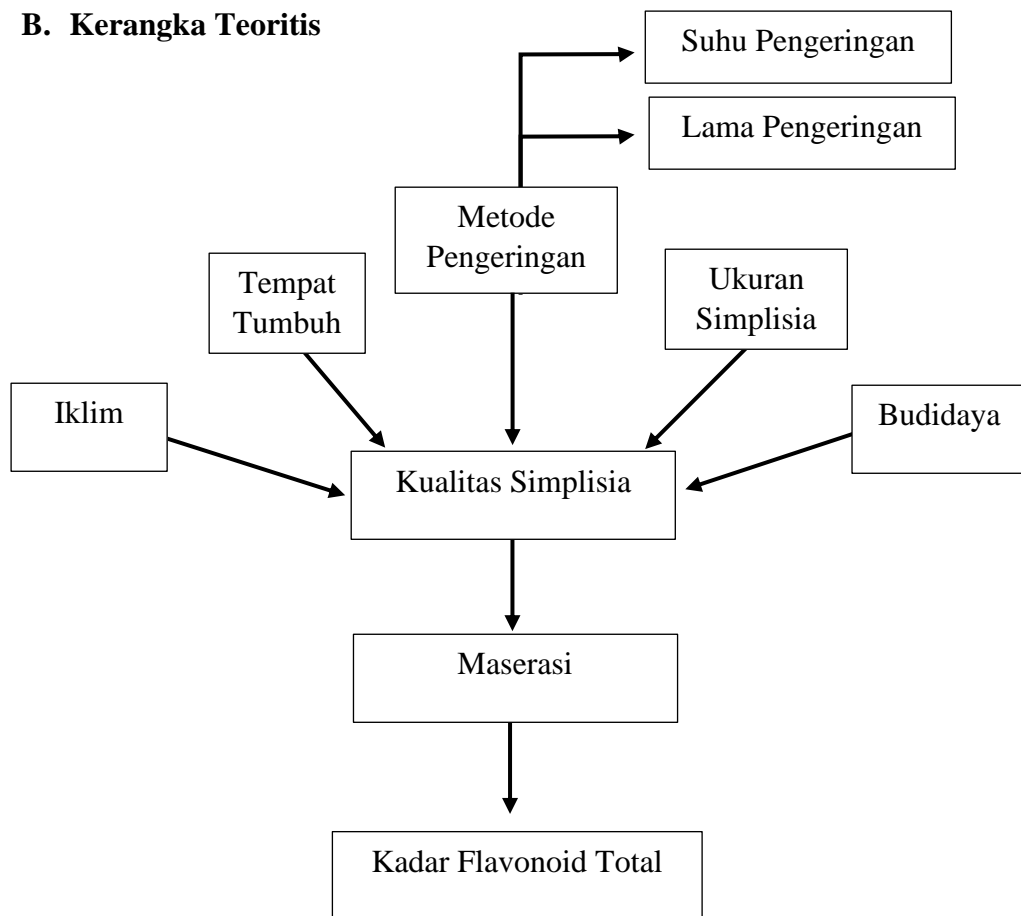 B. Kerangka Teoritis
Suhu Pengeringan
Lama Pengeringan
Metode
Pengeringan
Tempat
Tumbuh
Ukuran
Simplisia
Iklim
Budidaya
Kualitas Simplisia
Maserasi
Kadar Flavonoid Total